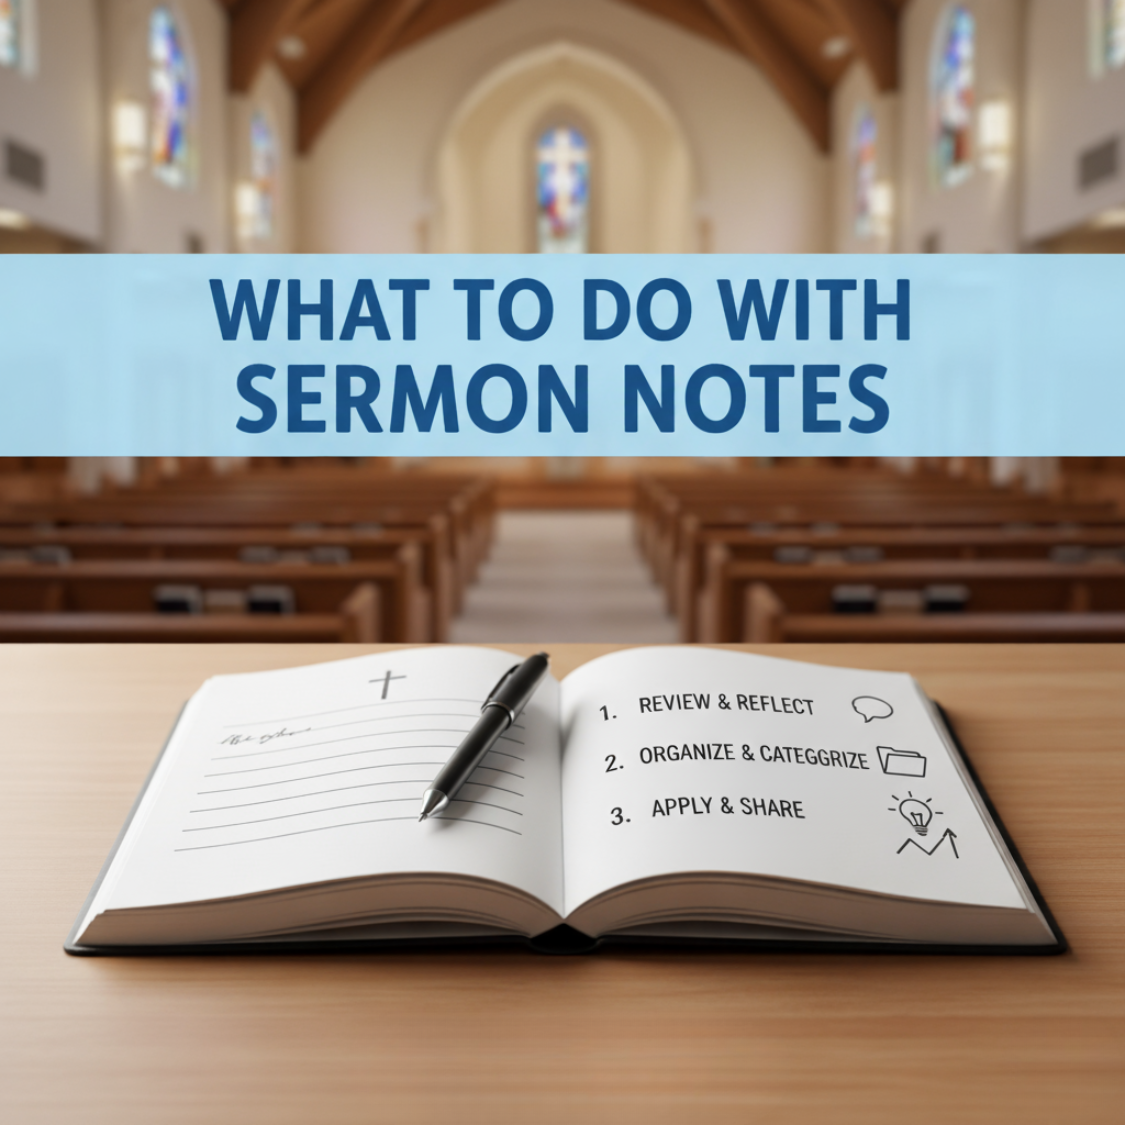 WHAT TO DO WITH
SERMON NOTES
1. REVIEW & REFLECT
2. ORGANIZE & CATEGGRIZE
3. APPLY & SHARE